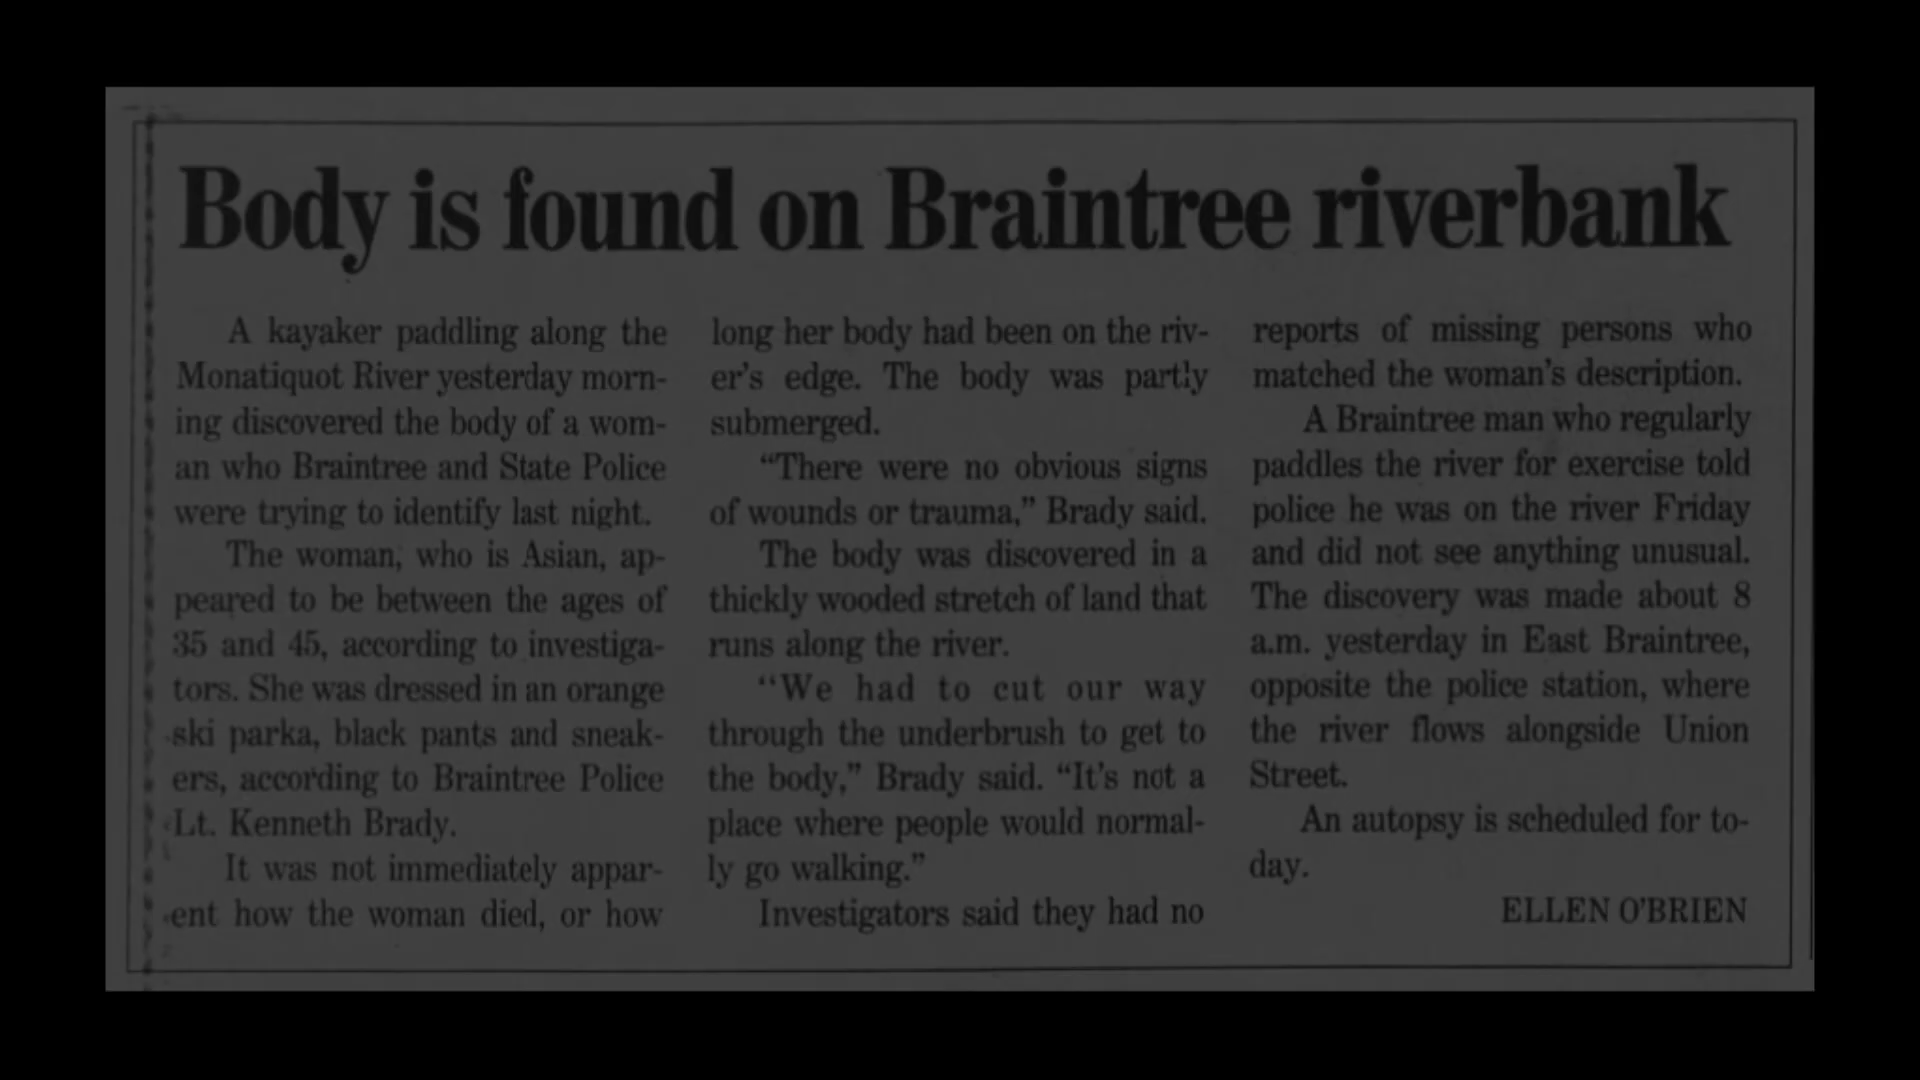 Body is found on Braintree riverbank
A kayaker paddling along the
Monatiquot River yesterday morn-
ing discovered the body of a wom-
an who Braintree and State Police
were trying to identify last night.
The woman, who is Asian, ap-
peared to be between the ages of
35 and 45, according to investiga-
tors. She was dressed in an orange
ski parka, black pants and sneak-
ers, according to Braintree Police
Lt. Kenneth Brady.
It was not immediately appar-
ent how the woman died, or how
long her body had been on the riv-
er's edge. The body was partly
submerged.
“There were no obvious signs
of wounds or trauma,” Brady said.
The body was discovered in a
thickly wooded stretch of land that
runs along the river.
“We had to cut our way
through the underbrush to get to
the body,” Brady said. “It's not a
place where people would normal-
ly go walking.”
Investigators said they had no
reports of missing persons who
matched the woman's description.
A Braintree man who regularly
paddles the river for exercise told
police he was on the river Friday
and did not see anything unusual.
The discovery was made about 8
a.m. yesterday in East Braintree,
opposite the police station, where
the river flows alongside Union
Street.
An autopsy is scheduled for to-
day.
ELLEN O'BRIEN